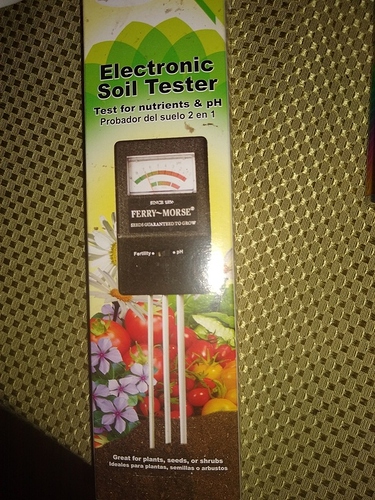 Electronic
Soil Tester
Test for nutrients & pH
Probador del suelo 2 en 1
SINCE 1856
FERRY-MORSE®
SEEDS GUARANTEED TO GROW
Fertility
pH
Great for plants, seeds, or shrubs
Ideales para plantas, semillas o arbustos